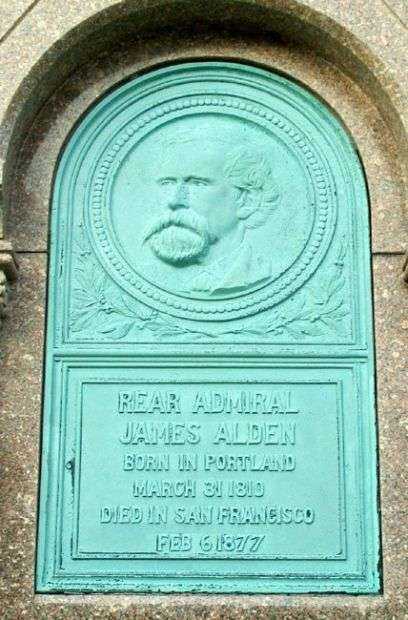 REAR ADMIRAL
JAMES ALDEN
BORN IN PORTLAND
MARCH 31 1810
DIED IN SAN FRANCISCO
FEB 6 1877